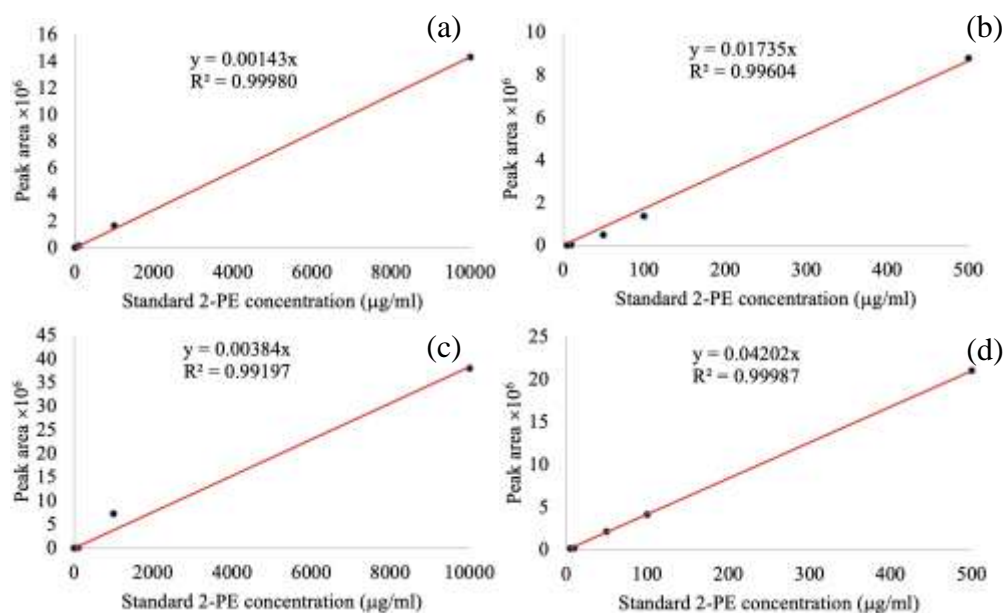 (a)
y = 0.00143x
R² = 0.99980
Peak area ×10⁶
16
14
12
10
8
6
4
2
0
0 2000 4000 6000 8000 10000
Standard 2-PE concentration (µg/ml)
(b)
y = 0.01735x
R² = 0.99604
Peak area ×10⁶
10
8
6
4
2
0
0 100 200 300 400 500
Standard 2-PE concentration (µg/ml)
(c)
y = 0.00384x
R² = 0.99197
Peak area ×10⁶
45
40
35
30
25
20
15
10
5
0
0 2000 4000 6000 8000 10000
Standard 2-PE concentration (µg/ml)
(d)
y = 0.04202x
R² = 0.99987
Peak area ×10⁶
25
20
15
10
5
0
0 100 200 300 400 500
Standard 2-PE concentration (µg/ml)